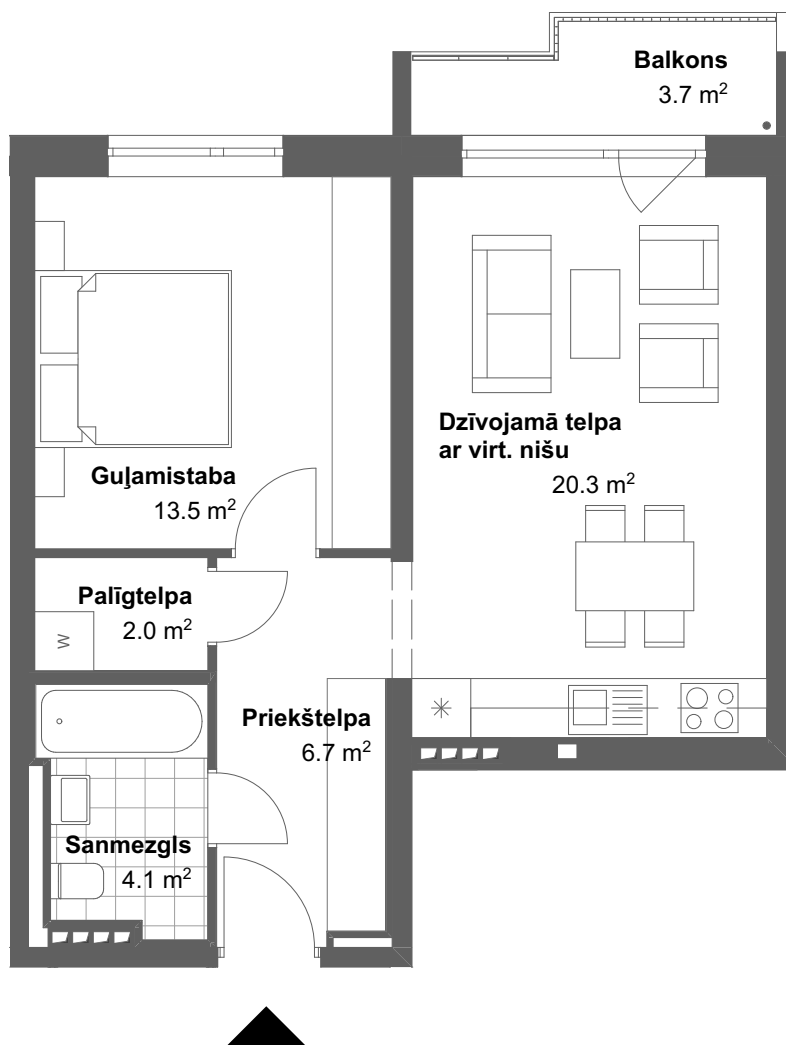 Balkons
3.7 m²
Dzīvojamā telpa
ar virt. nišu
20.3 m²
Guļamistaba
13.5 m²
Palīgtelpa
2.0 m²
W
Priekštelpa
6.7 m²
Sanmezgls
4.1 m²